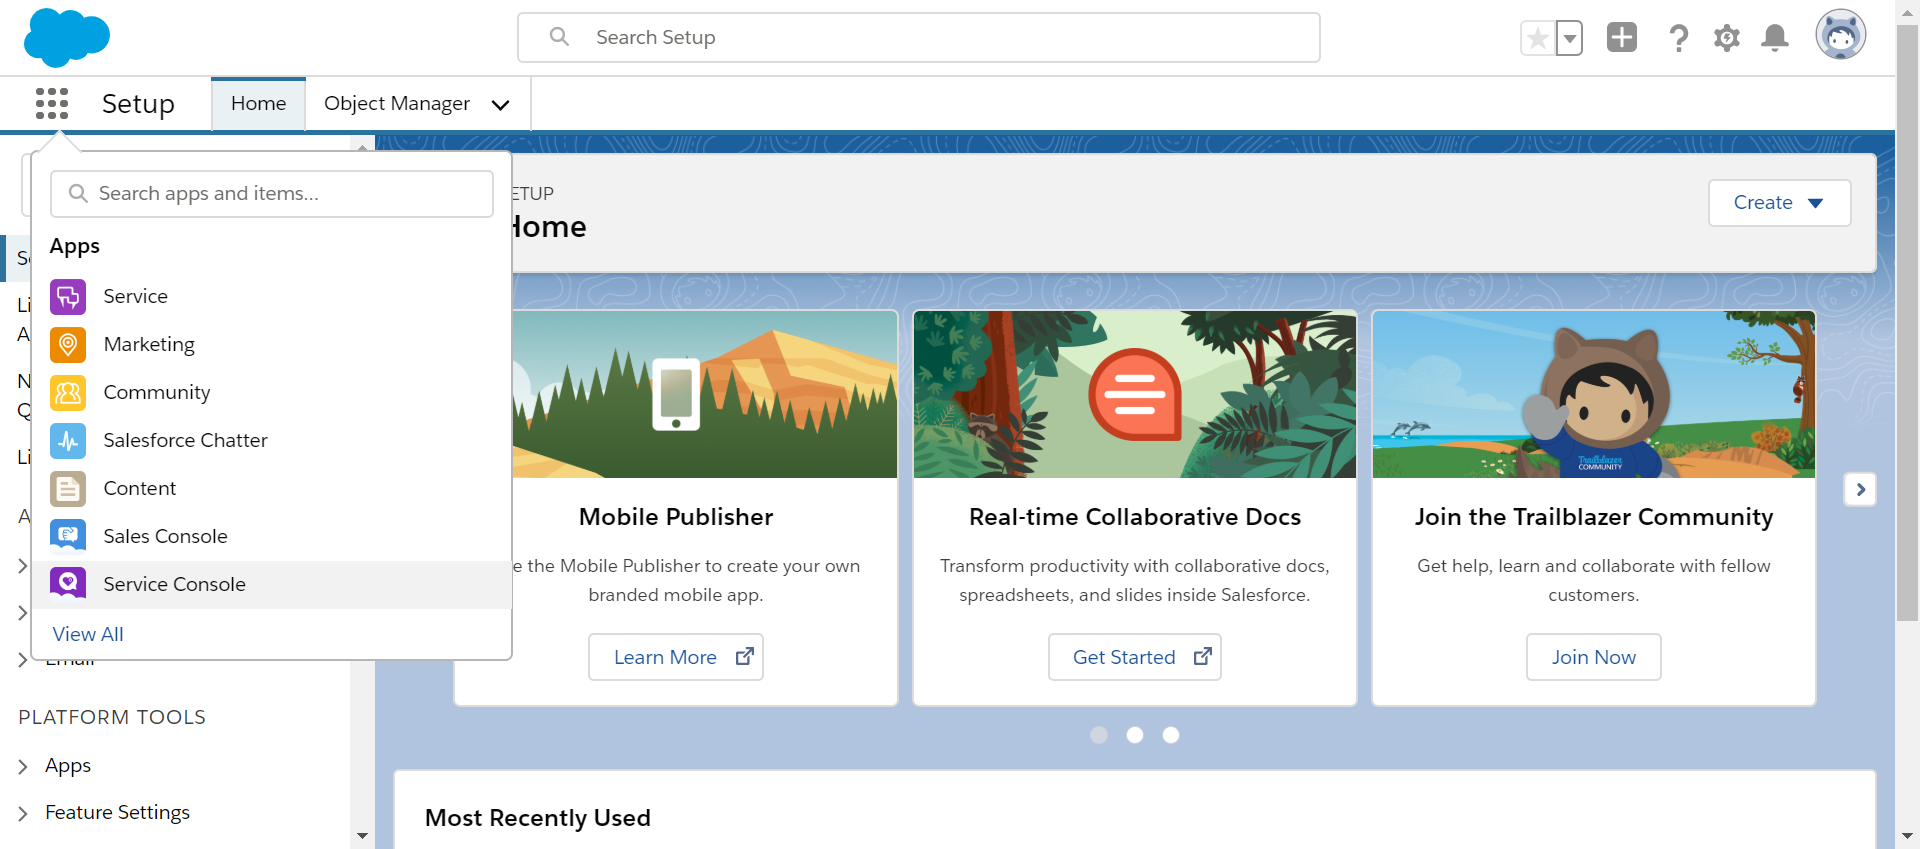 Search Setup
Setup
Home
Object Manager
Search apps and items...
Apps
Service
Marketing
Community
Salesforce Chatter
Content
Sales Console
Service Console
View All
Email
PLATFORM TOOLS
Apps
Feature Settings
ETUP
Home
Create
Mobile Publisher
e the Mobile Publisher to create your own
branded mobile app.
Learn More
Real-time Collaborative Docs
Transform productivity with collaborative docs,
spreadsheets, and slides inside Salesforce.
Get Started
Trailblazer
COMMUNITY
Join the Trailblazer Community
Get help, learn and collaborate with fellow
customers.
Join Now
Most Recently Used